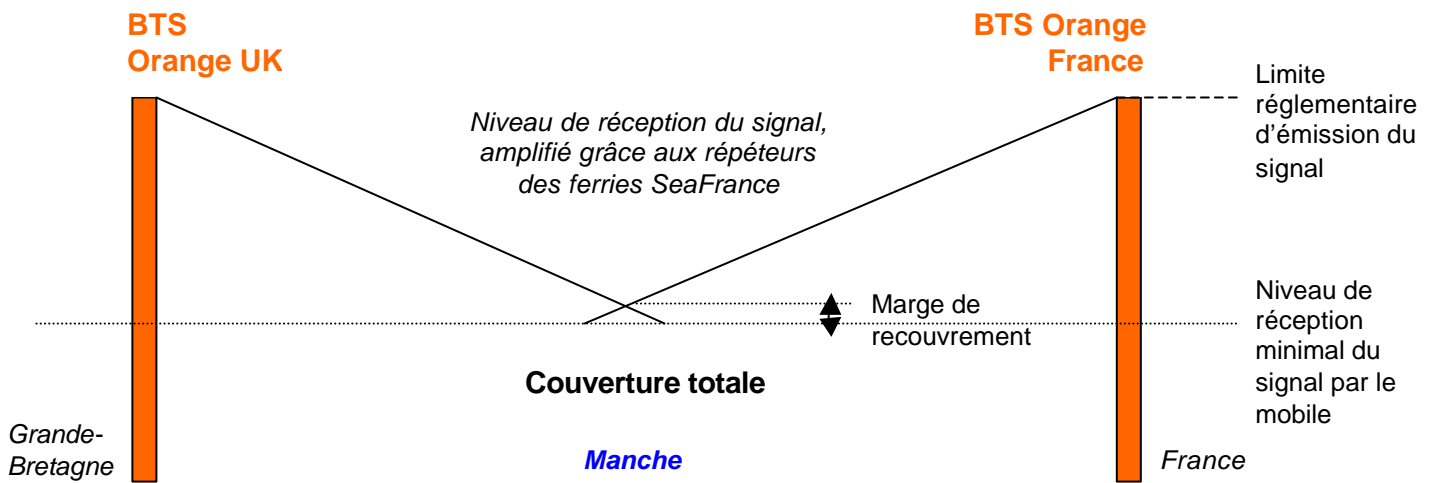 BTS
Orange UK
BTS Orange
France
Limite
réglementaire
d’émission du
signal
Niveau de réception du signal,
amplifié grâce aux répéteurs
des ferries SeaFrance
Marge de
recouvrement
Niveau de
réception
minimal du
signal par le
mobile
Couverture totale
Grande-
Bretagne
Manche
France